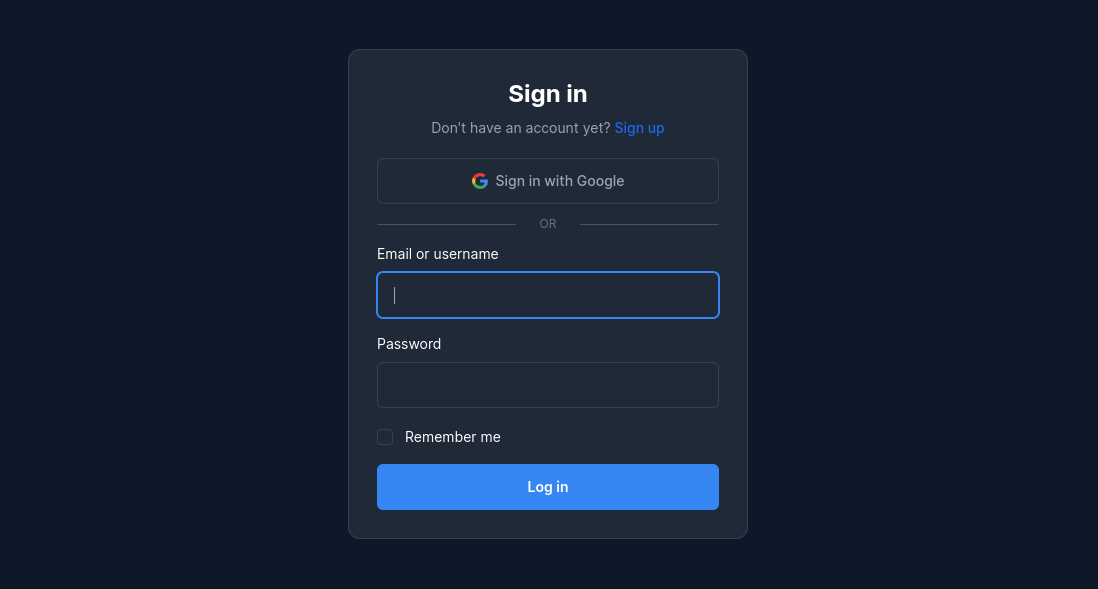 Sign in
Don't have an account yet? Sign up
Sign in with Google
OR
Email or username
Password
Remember me
Log in